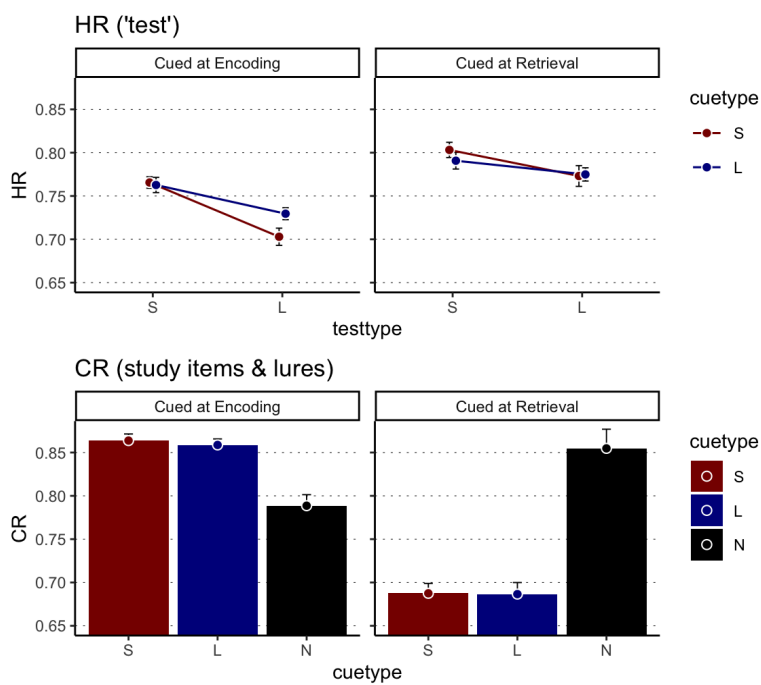 HR ('test')
Cued at Encoding
Cued at Retrieval
HR
0.85
0.80
0.75
0.70
0.65
S
L
S
L
testtype
cuetype
S
L
CR (study items & lures)
Cued at Encoding
Cued at Retrieval
CR
0.85
0.80
0.75
0.70
0.65
S
L
N
S
L
N
cuetype
cuetype
S
L
N